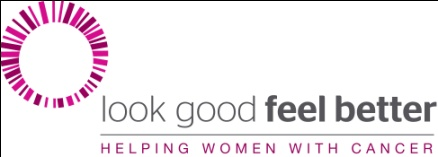 look good feel better
HELPING WOMEN WITH CANCER